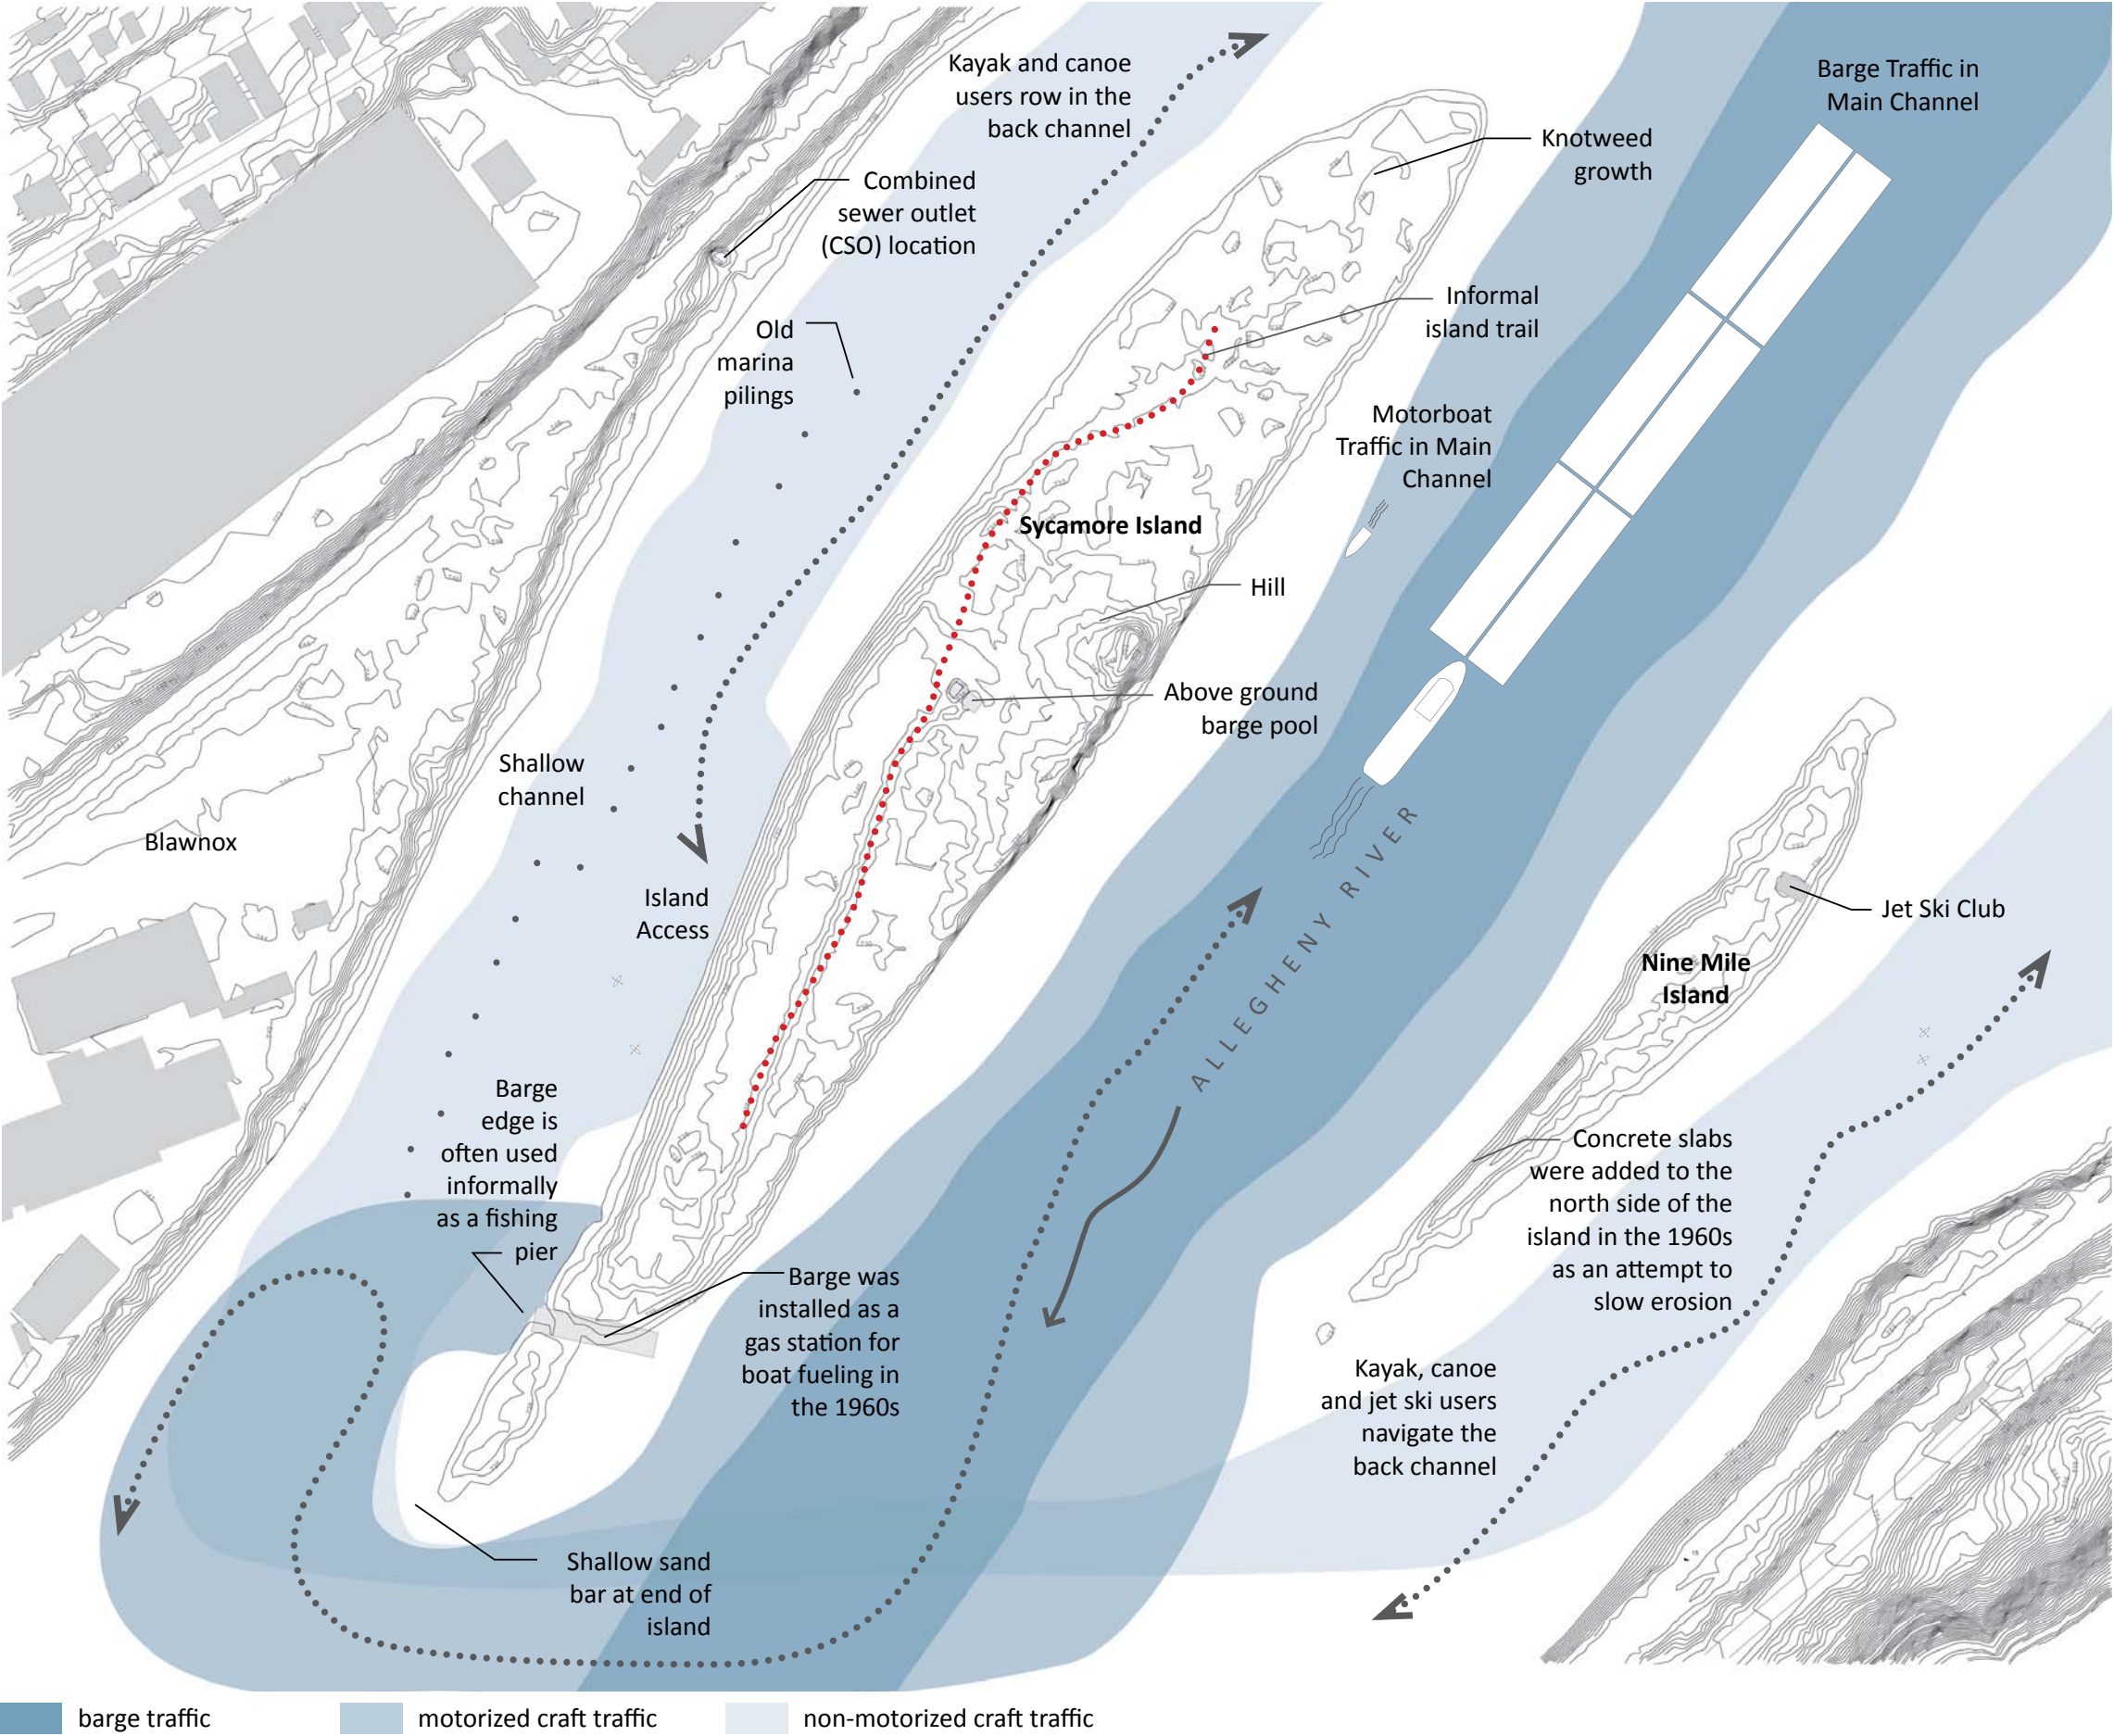 Kayak and canoe
users row in the
back channel
Barge Traffic in
Main Channel
Knotweed
growth
Combined
sewer outlet
(CSO) location
Informal
island trail
Old
marina
pilings
Motorboat
Traffic in Main
Channel
Sycamore Island
Hill
Above ground
barge pool
Shallow
channel
Blawnox
Island
Access
ALLEGHENY RIVER
Jet Ski Club
Nine Mile
Island
Barge
edge is
often used
informally
as a fishing
pier
Concrete slabs
were added to the
north side of the
island in the 1960s
as an attempt to
slow erosion
Barge was
installed as a
gas station for
boat fueling in
the 1960s
Kayak, canoe
and jet ski users
navigate the
back channel
Shallow sand
bar at end of
island
barge traffic
motorized craft traffic
non-motorized craft traffic